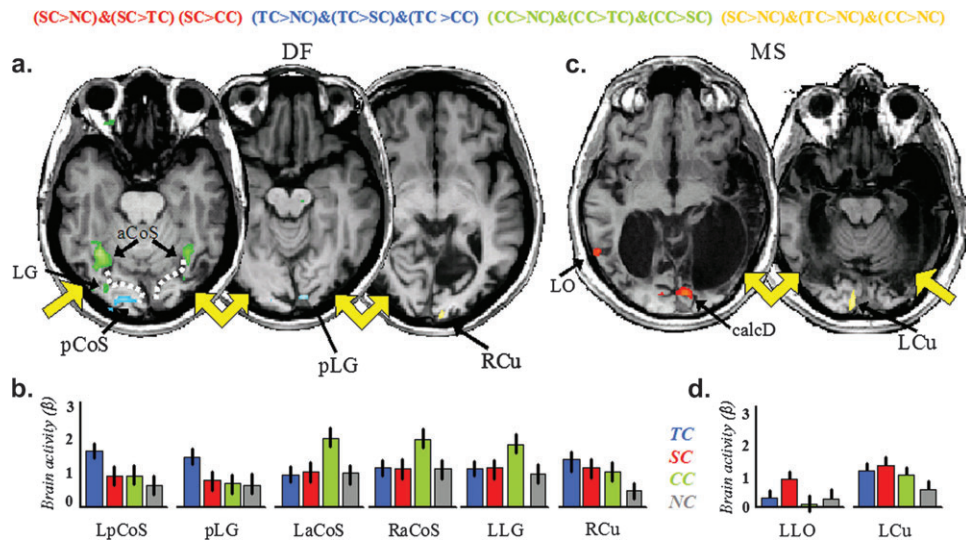 (SC>NC)&(SC>TC) (SC>CC) (TC>NC)&(TC>SC)&(TC >CC) (CC>NC)&(CC>TC)&(CC>SC) (SC>NC)&(TC>NC)&(CC>NC)
a. DF c. MS
aCoS
LG
pCoS
pLG
RCu
LO
calcD
LCu
b. d.
Brain activity (β)
3
2
1
0
LpCoS pLG LaCoS RaCoS LLG RCu
TC
SC
CC
NC
Brain activity (β)
3
2
1
0
LLO LCu